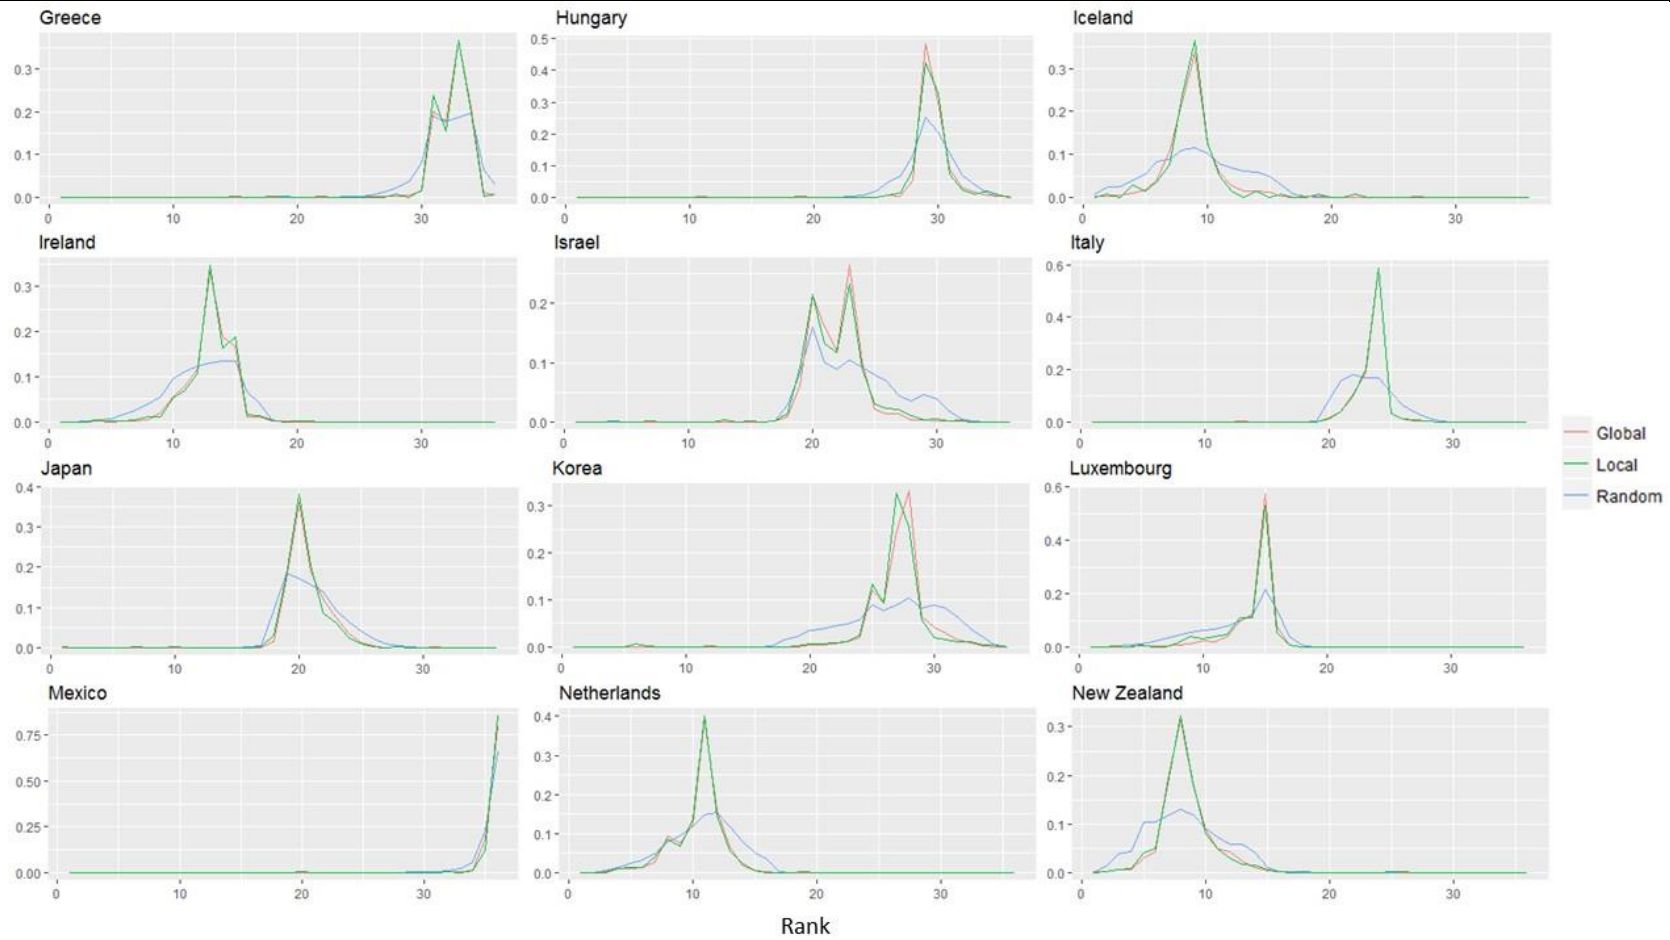 Greece Hungary Iceland
0.3 0.2 0.1 0.0
0 10 20 30
0.5 0.4 0.3 0.2 0.1 0.0
0 10 20 30
0.3 0.2 0.1 0.0
0 10 20 30
Ireland Israel Italy
0.3 0.2 0.1 0.0
0 10 20 30
0.2 0.1 0.0
0 10 20 30
0.6 0.4 0.2 0.0
0 10 20 30
Japan Korea Luxembourg
0.4 0.3 0.2 0.1 0.0
0 10 20 30
0.3 0.2 0.1 0.0
0 10 20 30
0.6 0.4 0.2 0.0
0 10 20 30
Mexico Netherlands New Zealand
0.75 0.50 0.25 0.00
0 10 20 30
0.4 0.3 0.2 0.1 0.0
0 10 20 30
0.3 0.2 0.1 0.0
0 10 20 30
Rank
Global
Local
Random